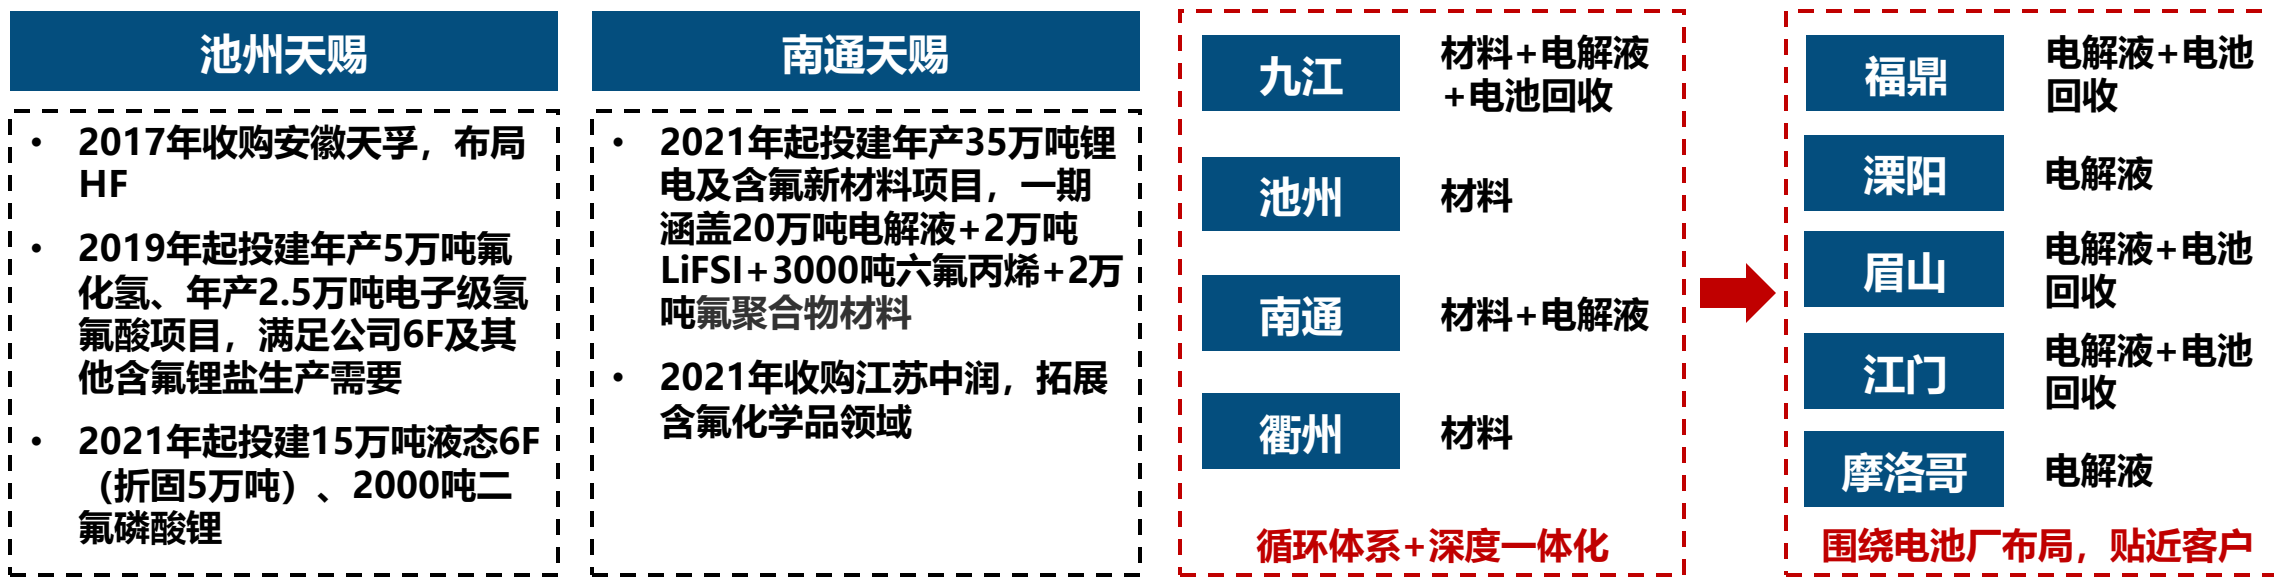 池州天赐
• 2017年收购安徽天孚，布局
HF
• 2019年起投建年产5万吨氟
化氢、年产2.5万吨电子级氢
氟酸项目，满足公司6F及其
他含氟锂盐生产需要
• 2021年起投建15万吨液态6F
（折固5万吨）、2000吨二
氟磷酸锂
南通天赐
• 2021年起投建年产35万吨锂
电及含氟新材料项目，一期
涵盖20万吨电解液+2万吨
LiFSI+3000吨六氟丙烯+2万
吨氟聚合物材料
• 2021年收购江苏中润，拓展
含氟化学品领域
九江
材料+电解液
+电池回收
池州
材料
南通
材料+电解液
衢州
材料
循环体系+深度一体化
福鼎
电解液+电池
回收
溧阳
电解液
眉山
电解液+电池
回收
江门
电解液+电池
回收
摩洛哥
电解液
围绕电池厂布局，贴近客户